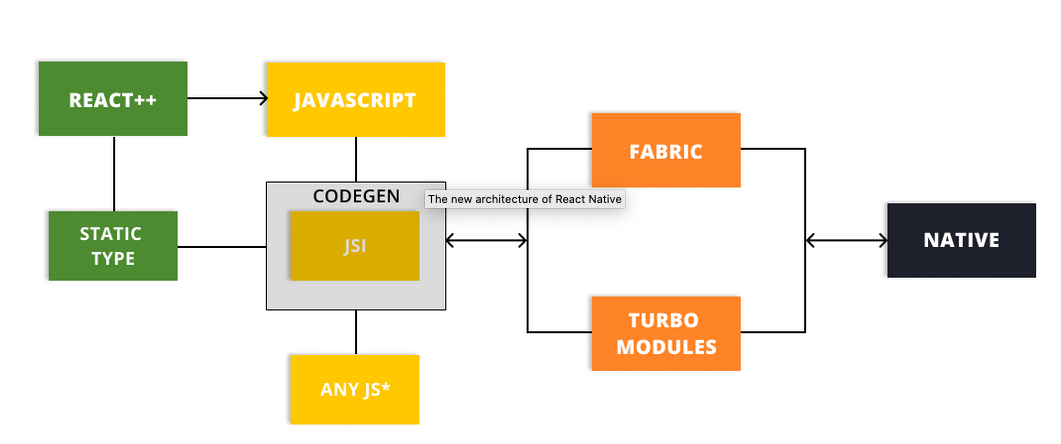 REACT++
JAVASCRIPT
FABRIC
CODEGEN
The new architecture of React Native
STATIC
TYPE
JSI
NATIVE
TURBO
MODULES
ANY JS*